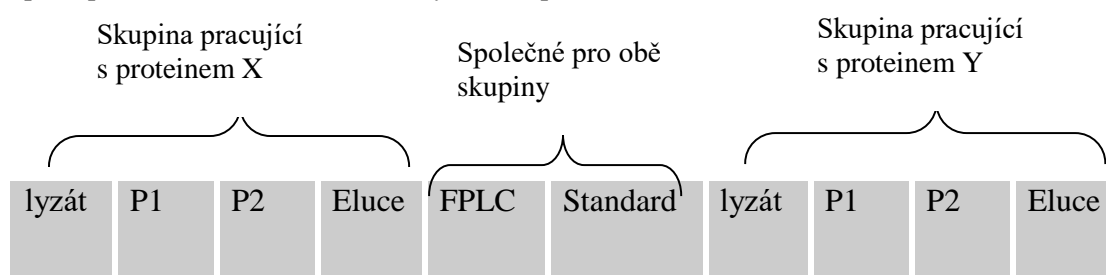 Skupina pracující
s proteinem X
Společné pro obě
skupiny
Skupina pracující
s proteinem Y
lyzát P1 P2 Eluce FPLC Standard lyzát P1 P2 Eluce